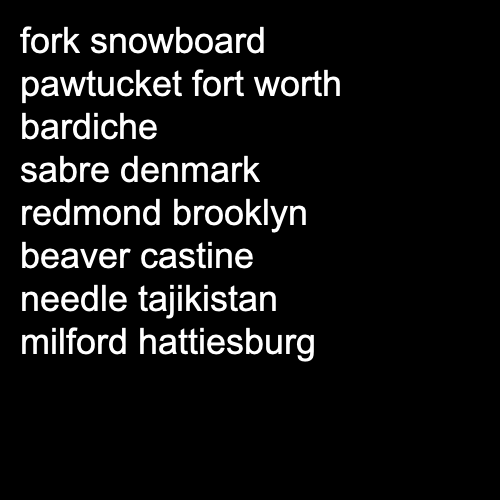 fork snowboard
pawtucket fort worth
bardiche
sabre denmark
redmond brooklyn
beaver castine
needle tajikistan
milford hattiesburg